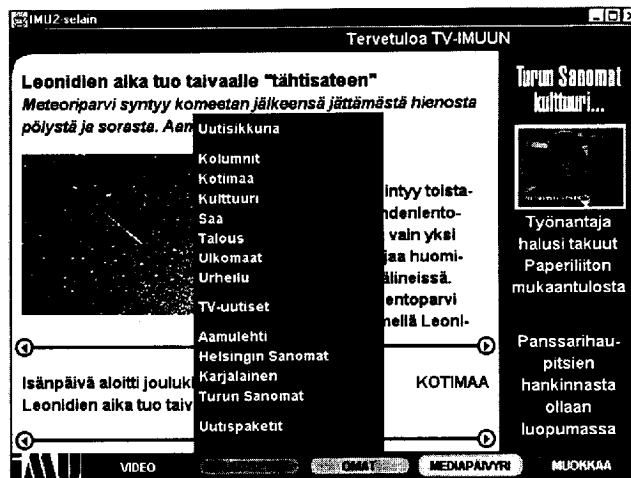 IMU2-selain
Tervetuloa TV-IMUUN
Leonidien aika tuo taivaalle "tähtisateen"
Meteoriparvi syntyy komeetan jälkeensä jättämästä hienosta
pölystä ja sorasta. Aam
intyy toista-
ndenlento-
vain yksi
jaa huomi-
älineissä.
entoparvi
mellä Leoni-
Uutisikkuna
Kolumnit
Kotimaa
Kulttuuri
Sää
Talous
Ulkomaat
Urheilu
TV-uutiset
Aamulehti
Helsingin Sanomat
Karjalainen
Turun Sanomat
Uutispaketit
Isänpäivä aloitti jouluki
KOTIMAA
Leonidien aika tuo taiv
Turun Sanomat
kulttuuri...
Työnantaja
halusi takuut
Paperiliiton
mukaantulosta
Panssarihau-
pitsien
hankinnasta
ollaan
luopumassa
IMU
VIDEO
OMAT
MEDIAPÄIVYRI
MUOKKAA